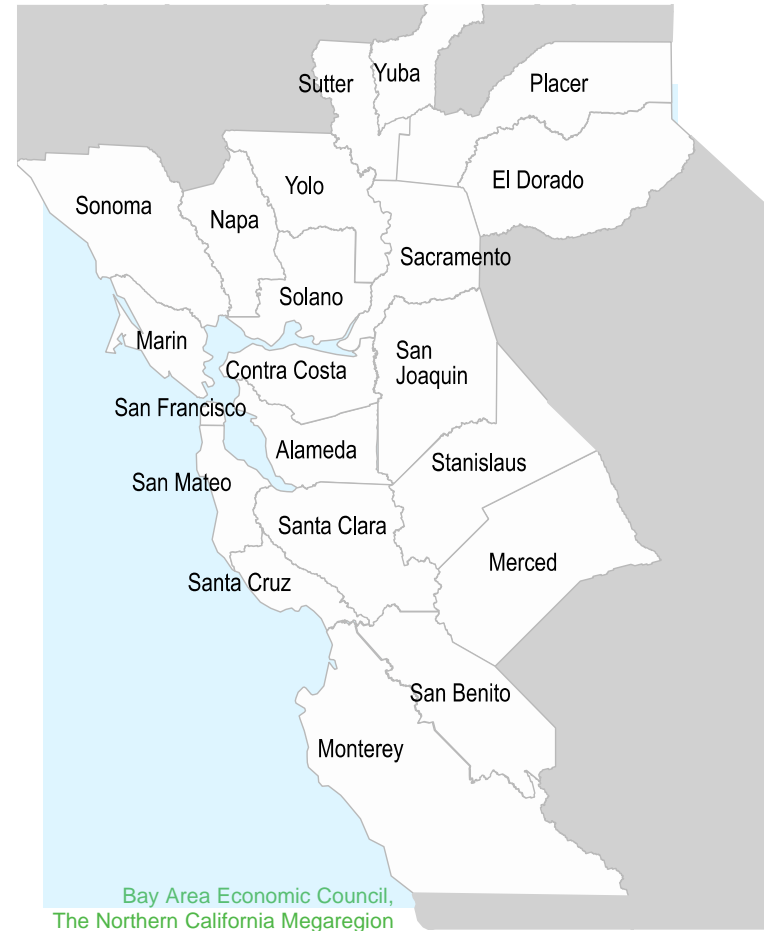 Yuba
Sutter
Placer
El Dorado
Yolo
Sonoma
Napa
Sacramento
Solano
Marin
San
Joaquin
Contra Costa
San Francisco
Alameda
Stanislaus
San Mateo
Santa Clara
Merced
Santa Cruz
San Benito
Monterey
Bay Area Economic Council,
The Northern California Megaregion